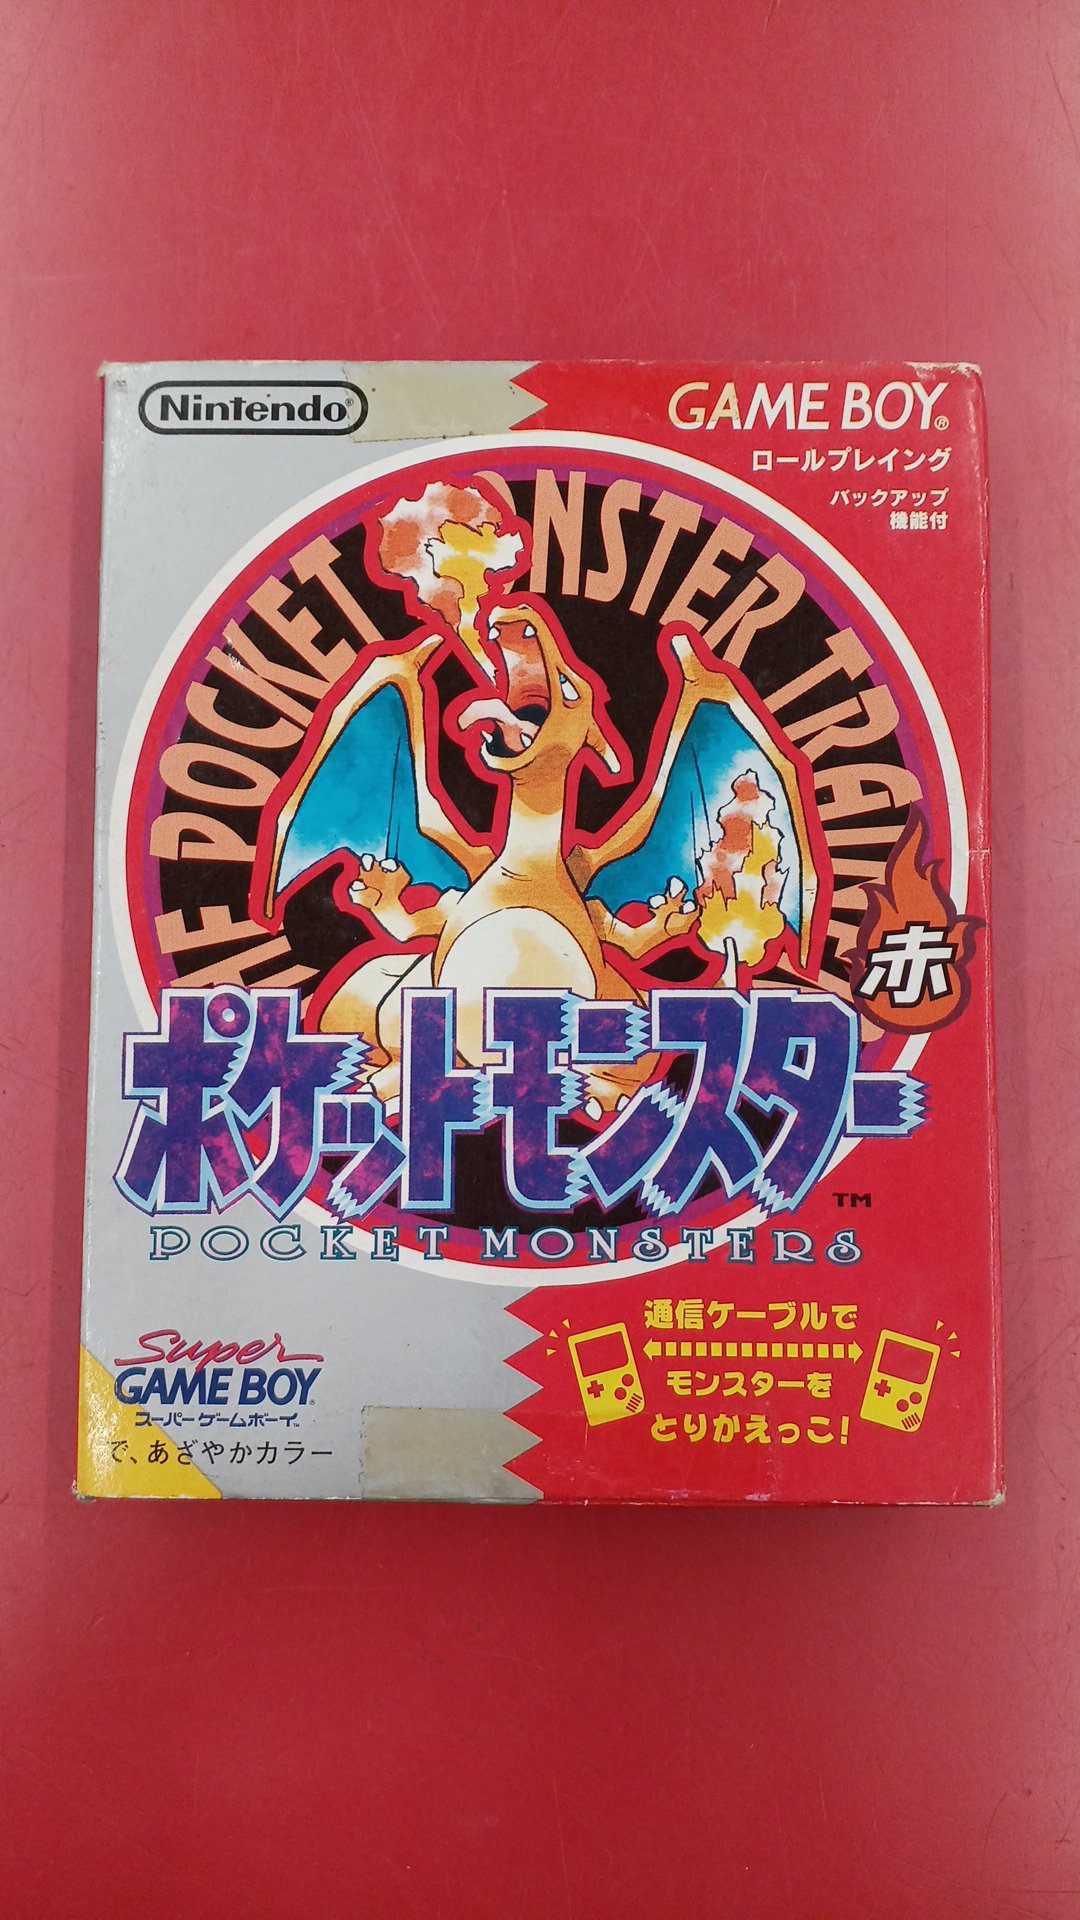 Nintendo®
GAME BOY®
ロールプレイング
バックアップ
機能付
POCKET MONSTER TRAINE
赤
ポケットモンスター
TM
POCKET MONSTERS
通信ケーブルで
モンスターを
とりかえっこ!
Super
GAME BOY
スーパーゲームボーイ
で、あざやかカラー